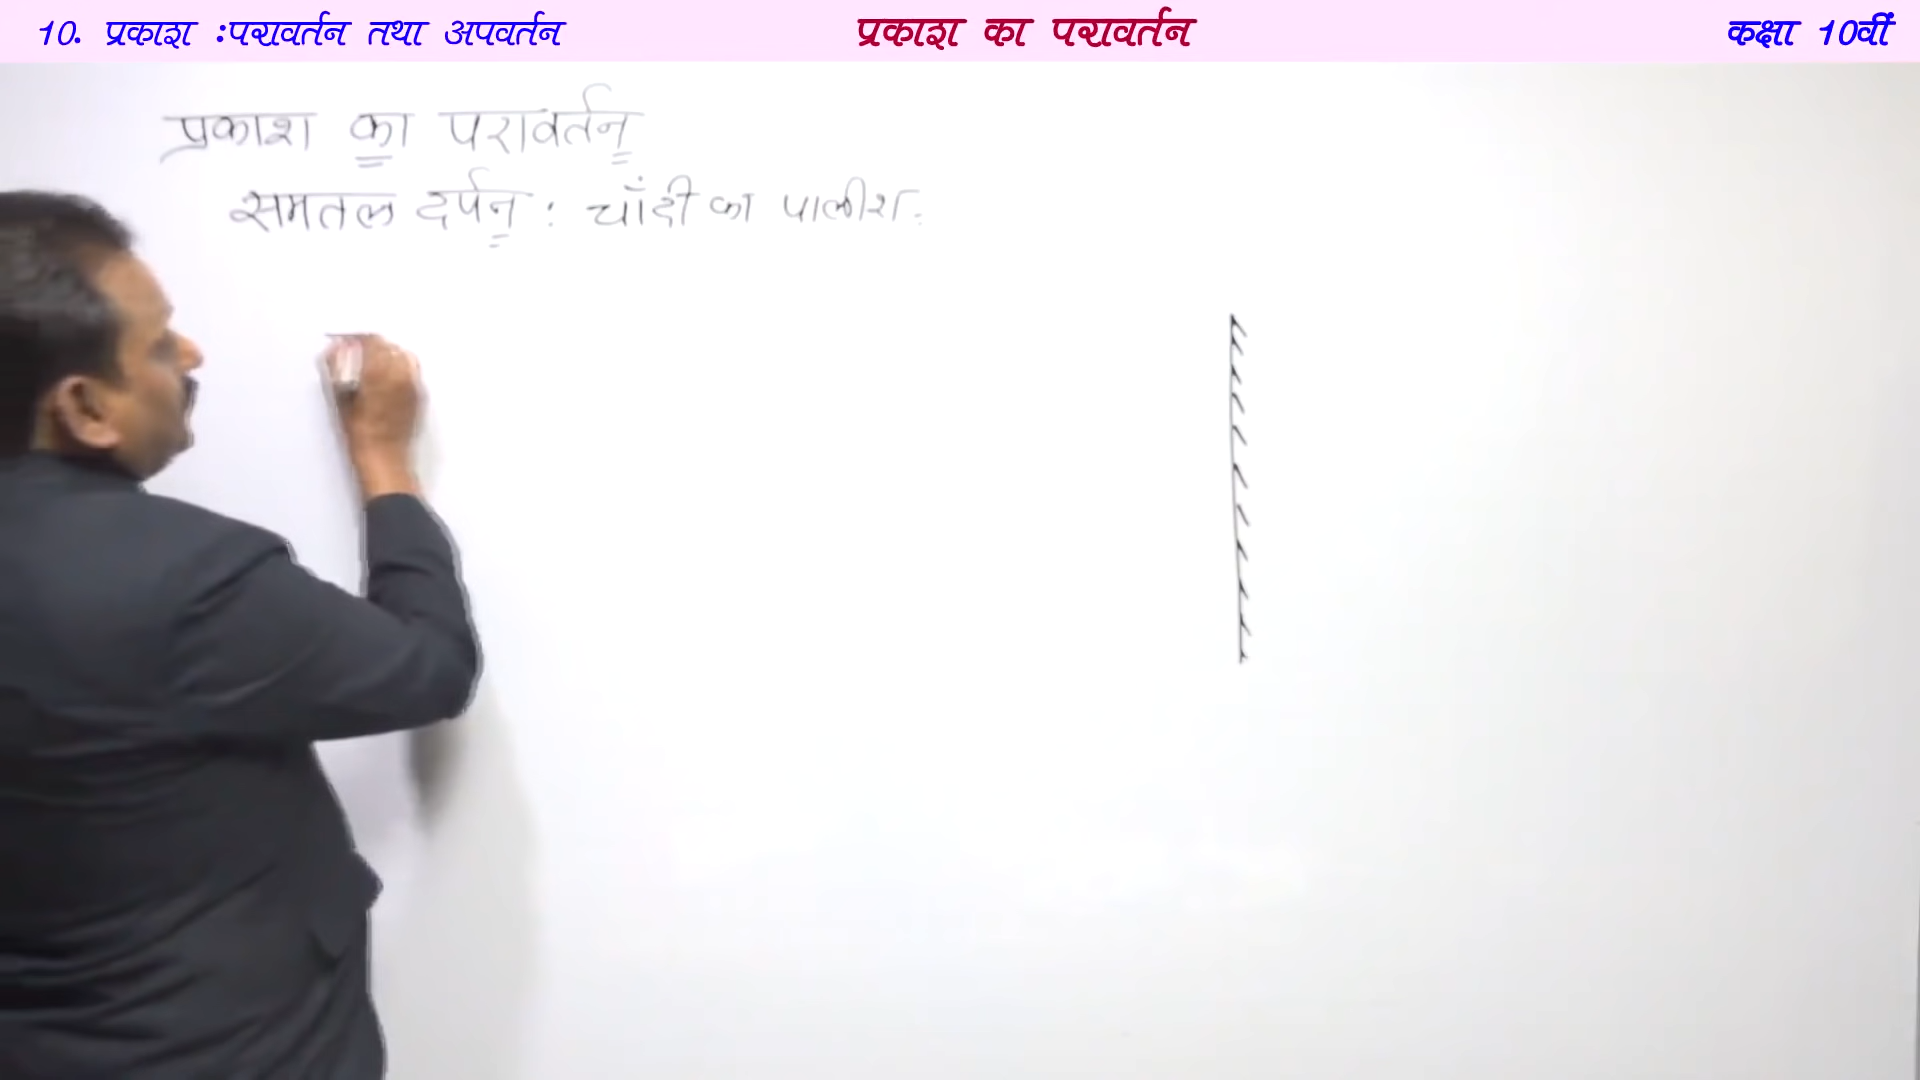 10. प्रकाश :परावर्तन तथा अपवर्तन
प्रकाश का परावर्तन
कक्षा 10वीं
प्रकाश का परावर्तन
समतल दर्पन : चाँदी का पालीश